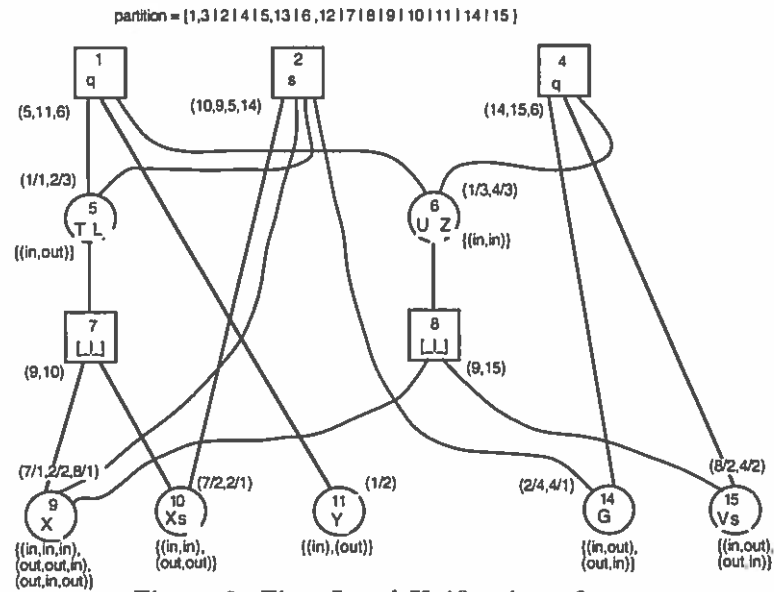 partition = {1,3 | 2 | 4 | 5,13 | 6 ,12 | 7 | 8 | 9 | 10 | 11 | 14 | 15 }
1
q
2
s
4
q
(5,11,6)
(10,9,5,14)
(14,15,6)
(1/1,2/3)
(1/3,4/3)
5
T L
6
U Z
{(in,out)}
{(in,in)}
7
[_|_]
8
[_|_]
(9,10)
(9,15)
(7/1,2/2,8/1)
(7/2,2/1)
(1/2)
(2/4,4/1)
(8/2,4/2)
9
X
10
Xs
11
Y
14
G
15
Vs
{(in,in,in),
(out,out,in),
(out,in,out)}
{(in,in),
(out,out)}
{(in),(out)}
{(in,out),
(out,in)}
{(in,out),
(out,in)}